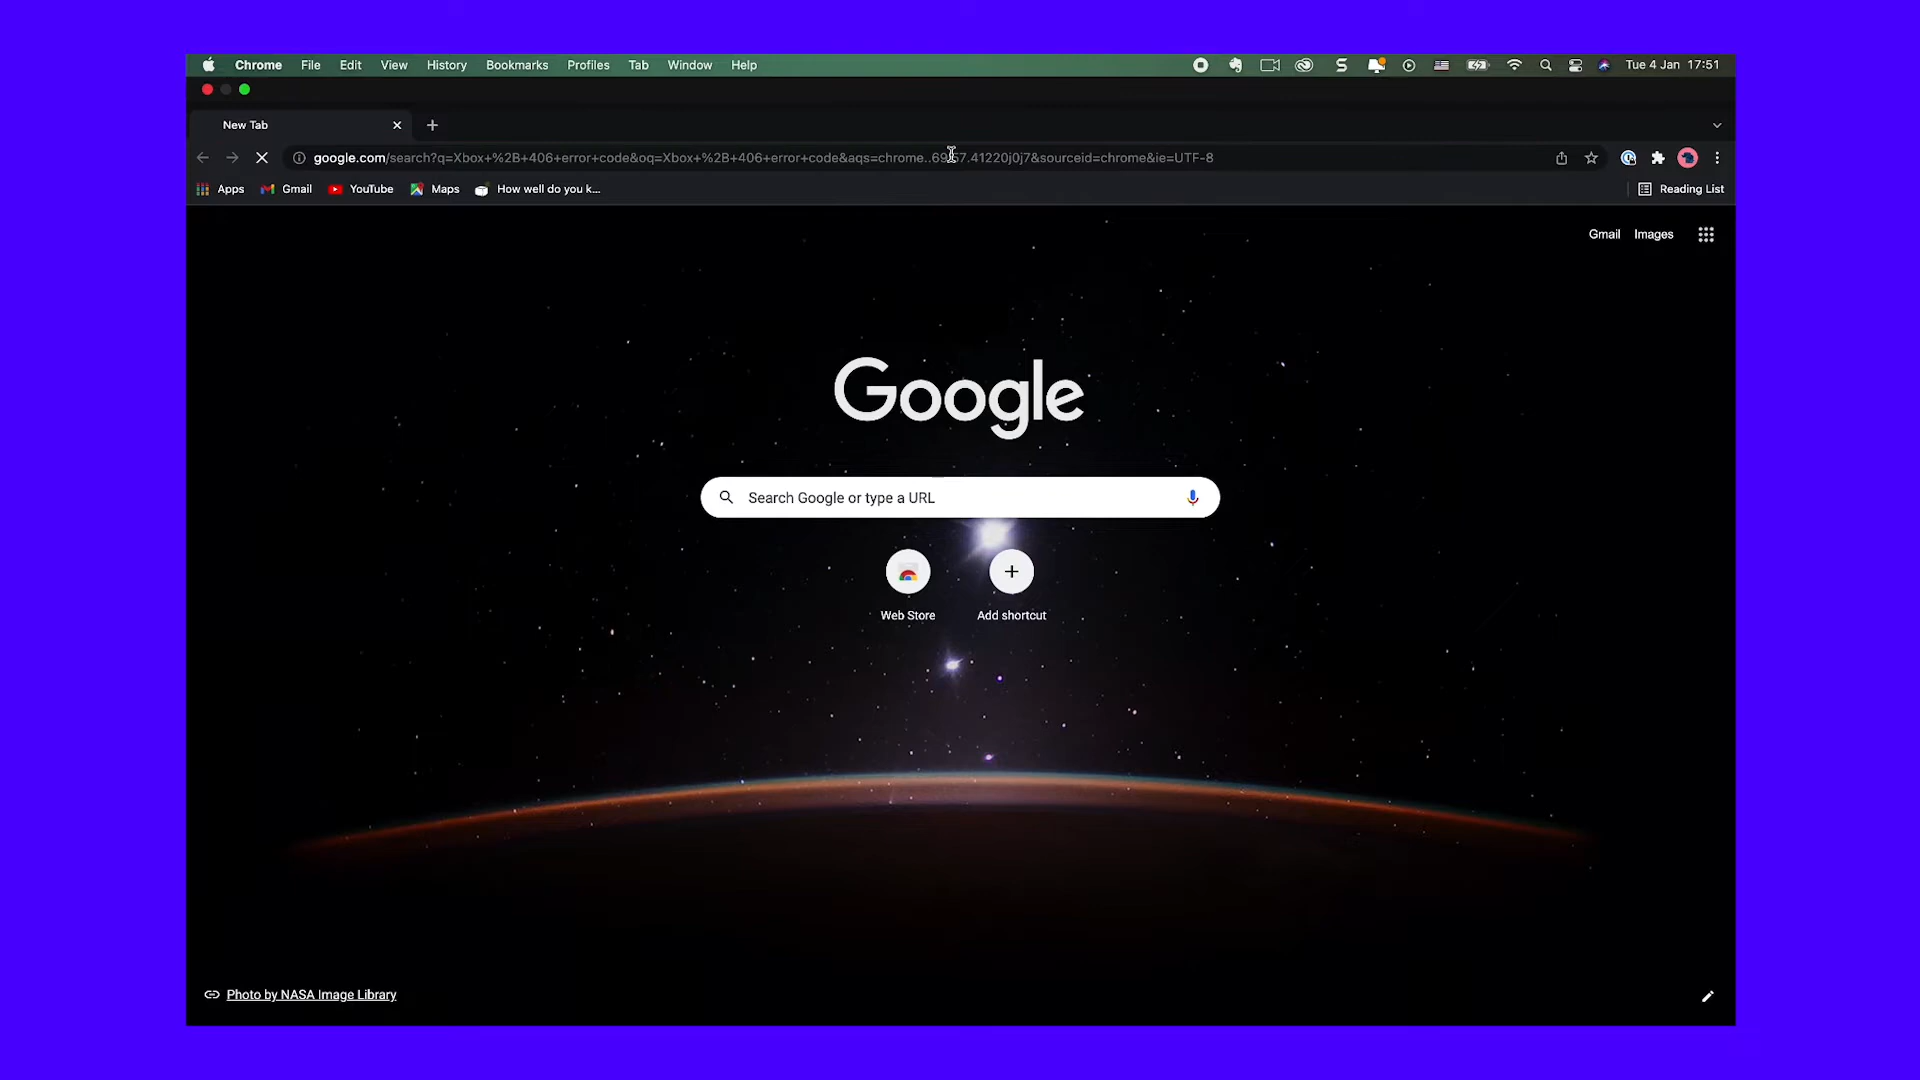 Chrome File Edit View History Bookmarks Profiles Tab Window Help Tue 4 Jan 17:51
New Tab
google.com/search?q=Xbox+%2B+406+error+code&oq=Xbox+%2B+406+error+code&aqs=chrome..69i57.41220j0j7&sourceid=chrome&ie=UTF-8
Apps Gmail YouTube Maps How well do you k... Reading List
Gmail Images
Google
Search Google or type a URL
Web Store Add shortcut
Photo by NASA Image Library